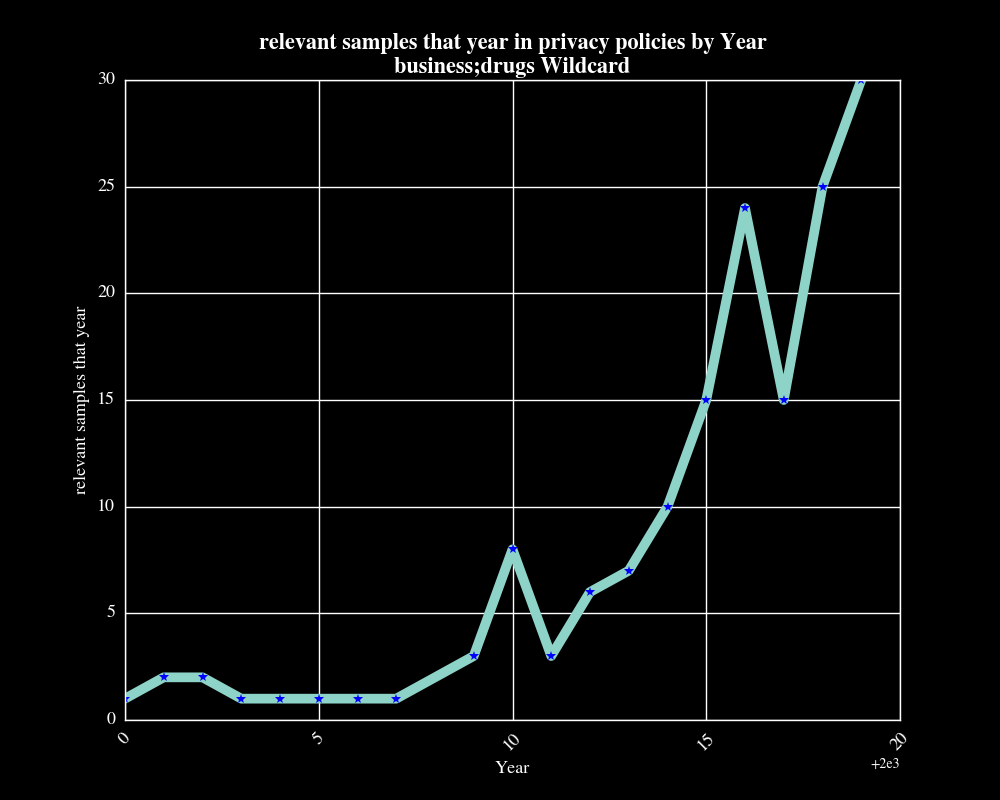 relevant samples that year in privacy policies by Year
business;drugs Wildcard
30
25
20
15
10
5
0
relevant samples that year
0
5
10
15
20
Year
+2e3